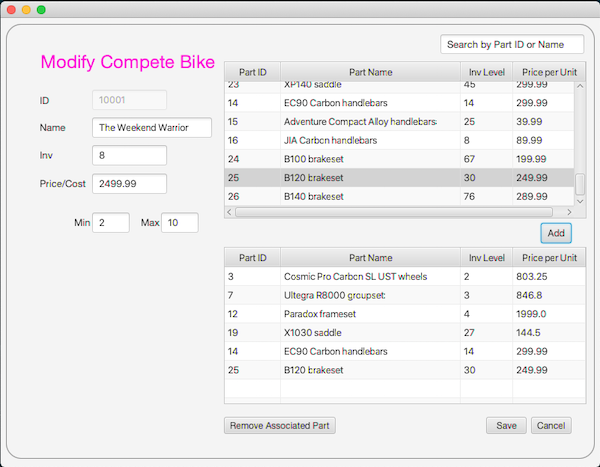 Search by Part ID or Name
Modify Compete Bike
ID 10001
Name The Weekend Warrior
Inv 8
Price/Cost 2499.99
Min 2 Max 10
Part ID Part Name Inv Level Price per Unit
23 XP140 saddle 45 299.99
14 EC90 Carbon handlebars 14 299.99
15 Adventure Compact Alloy handlebars 25 39.99
16 JIA Carbon handlebars 8 89.99
24 B100 brakeset 67 199.99
25 B120 brakeset 30 249.99
26 B140 brakeset 76 289.99
Add
Part ID Part Name Inv Level Price per Unit
3 Cosmic Pro Carbon SL UST wheels 2 803.25
7 Ultegra R8000 groupset 3 846.8
12 Paradox frameset 4 1999.0
19 X1030 saddle 27 144.5
14 EC90 Carbon handlebars 14 299.99
25 B120 brakeset 30 249.99
Remove Associated Part Save Cancel